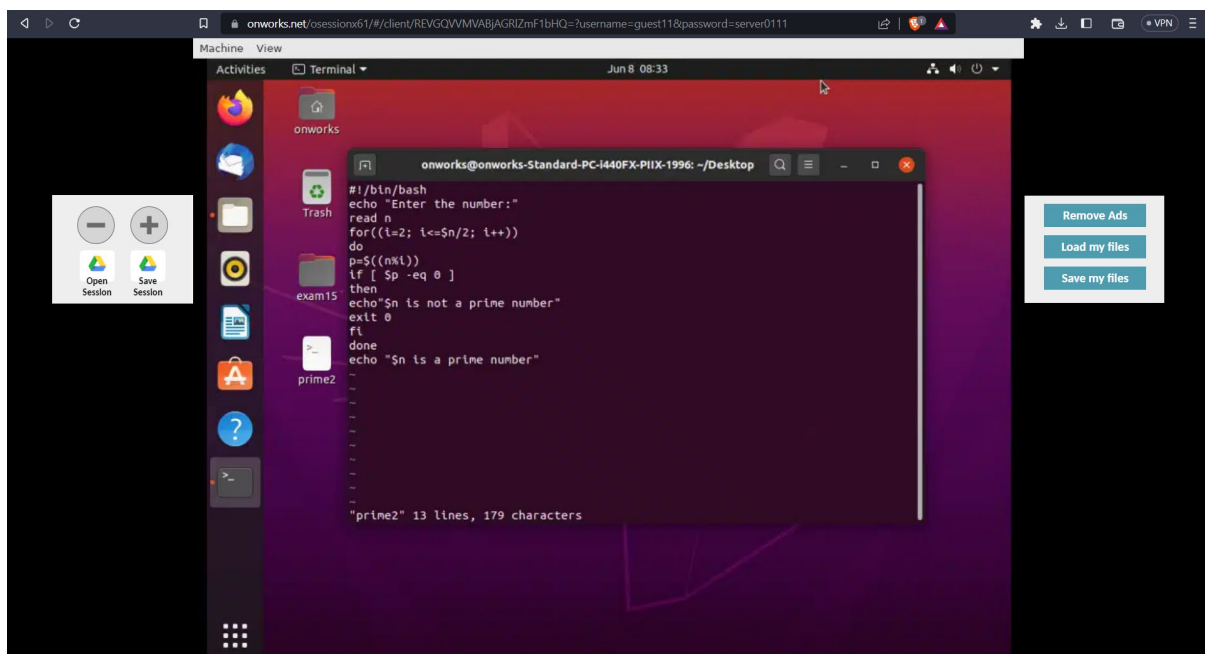 onworks.net/osessionx61/#/client/REVGQVVMVABjAGRIZmF1bHQ=?username=guest11&password=server0111
VPN
Machine View
Activities
Terminal
Jun 8 08:33
onworks
Trash
exam15
prime2
onworks@onworks-Standard-PC-i440FX-PIIX-1996: ~/Desktop
#!/bin/bash
echo "Enter the number:"
read n
for((i=2; i<=$n/2; i++))
do
p=$((n%i))
if [ $p -eq 0 ]
then
echo"$n is not a prime number"
exit 0
fi
done
echo "$n is a prime number"
~
~
~
~
~
~
~
~
~
~
"prime2" 13 lines, 179 characters
Open Session
Save Session
Remove Ads
Load my files
Save my files